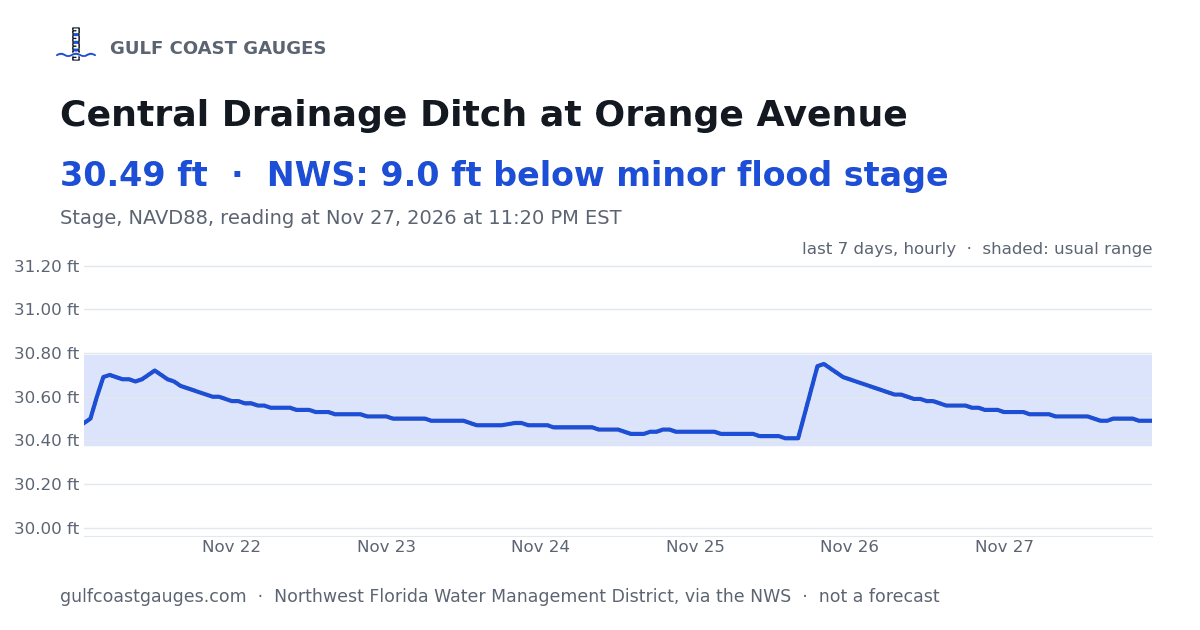 GULF COAST GAUGES
Central Drainage Ditch at Orange Avenue
30.49 ft · NWS: 9.0 ft below minor flood stage
Stage, NAVD88, reading at Nov 27, 2026 at 11:20 PM EST
last 7 days, hourly · shaded: usual range
31.20 ft
31.00 ft
30.80 ft
30.60 ft
30.40 ft
30.20 ft
30.00 ft
Nov 22 Nov 23 Nov 24 Nov 25 Nov 26 Nov 27
gulfcoastgauges.com · Northwest Florida Water Management District, via the NWS · not a forecast